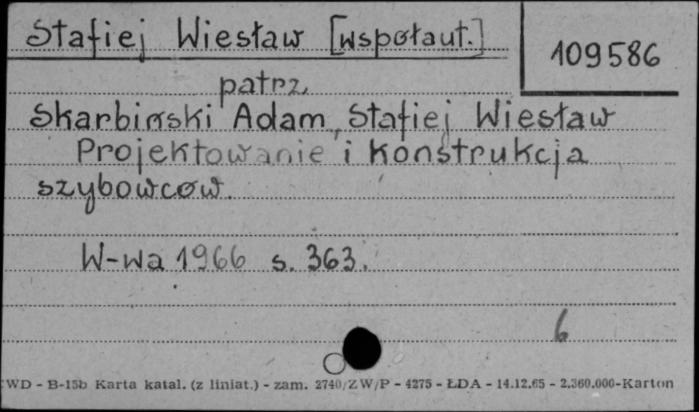 Stafiej Wiesław [współaut.]
109586
patrz
Skarbiński Adam, Stafiej Wiesław
Projektowanie i konstrukcja
szybowców.
W-wa 1966 s. 363.
6
WD - B-15b Karta katal. (z liniat.) - zam. 2740/ZW/P - 4275 - ŁDA - 14.12.65 - 2.360.000-Karton